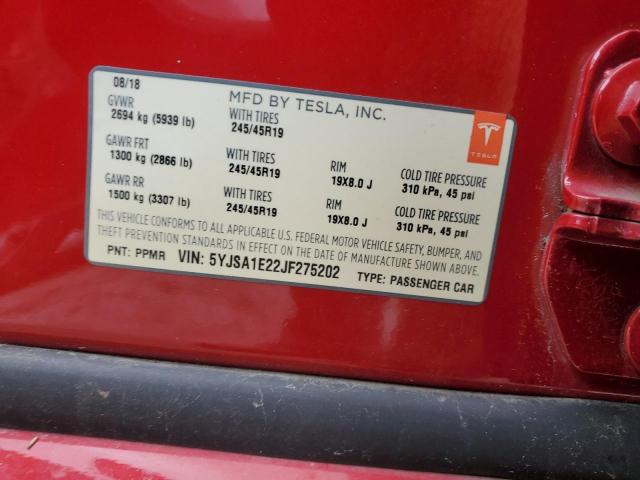 08/18 MFD BY TESLA, INC.
GVWR WITH TIRES
2694 kg (5939 lb) 245/45R19
GAWR FRT WITH TIRES RIM COLD TIRE PRESSURE
1300 kg (2866 lb) 245/45R19 19X8.0 J 310 kPa, 45 psi
GAWR RR WITH TIRES RIM COLD TIRE PRESSURE
1500 kg (3307 lb) 245/45R19 19X8.0 J 310 kPa, 45 psi
THIS VEHICLE CONFORMS TO ALL APPLICABLE U.S. FEDERAL MOTOR VEHICLE SAFETY, BUMPER, AND
THEFT PREVENTION STANDARDS IN EFFECT ON THE DATE OF MANUFACTURE SHOWN ABOVE.
PNT: PPMR VIN: 5YJSA1E22JF275202 TYPE: PASSENGER CAR
TESLA